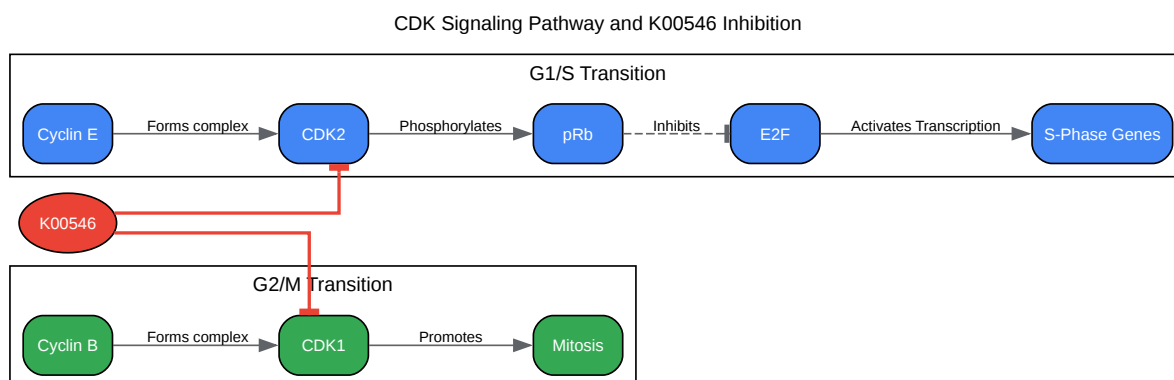 CDK Signaling Pathway and K00546 Inhibition
G1/S Transition
Cyclin E
Forms complex
CDK2
Phosphorylates
pRb
Inhibits
E2F
Activates Transcription
S-Phase Genes
K00546
G2/M Transition
Cyclin B
Forms complex
CDK1
Promotes
Mitosis